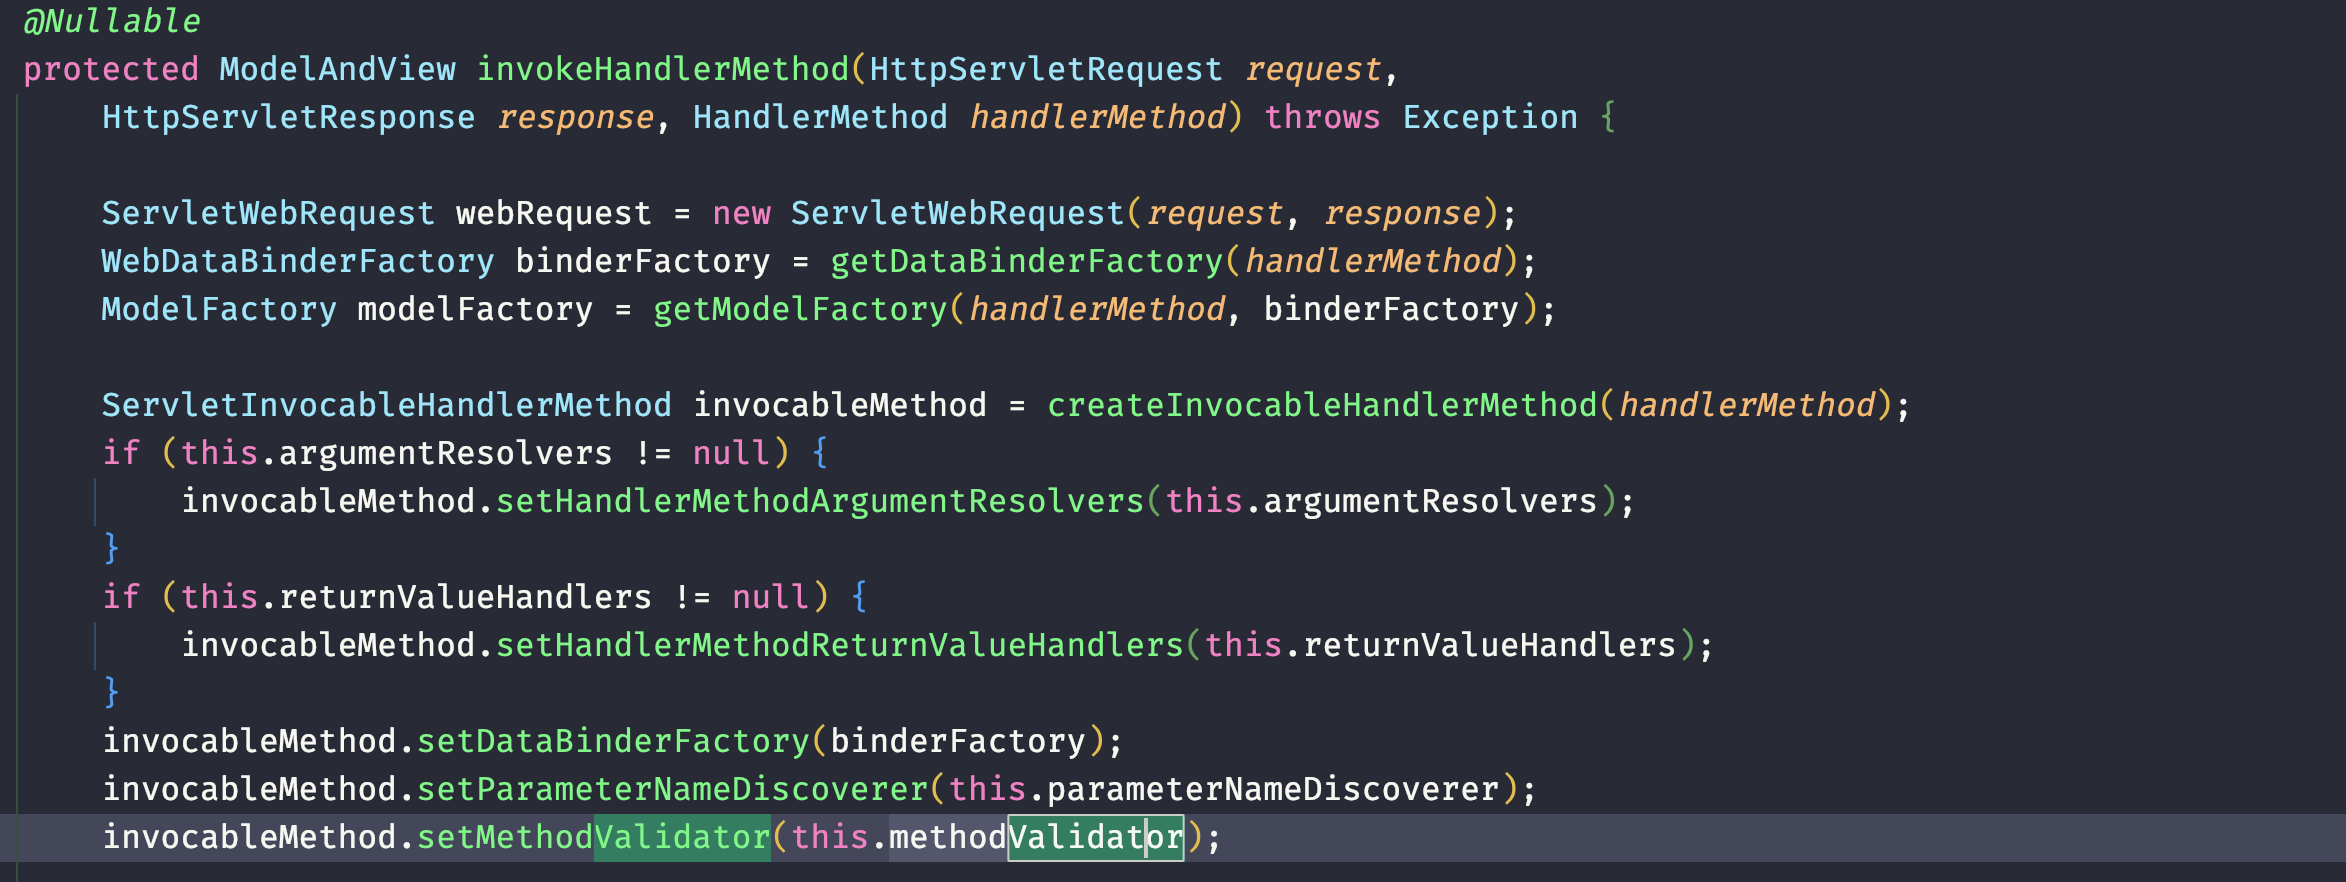 @Nullable
protected ModelAndView invokeHandlerMethod(HttpServletRequest request,
HttpServletResponse response, HandlerMethod handlerMethod) throws Exception {
ServletWebRequest webRequest = new ServletWebRequest(request, response);
WebDataBinderFactory binderFactory = getDataBinderFactory(handlerMethod);
ModelFactory modelFactory = getModelFactory(handlerMethod, binderFactory);
ServletInvocableHandlerMethod invocableMethod = createInvocableHandlerMethod(handlerMethod);
if (this.argumentResolvers != null) {
invocableMethod.setHandlerMethodArgumentResolvers(this.argumentResolvers);
}
if (this.returnValueHandlers != null) {
invocableMethod.setHandlerMethodReturnValueHandlers(this.returnValueHandlers);
}
invocableMethod.setDataBinderFactory(binderFactory);
invocableMethod.setParameterNameDiscoverer(this.parameterNameDiscoverer);
invocableMethod.setMethodValidator(this.methodValidator);